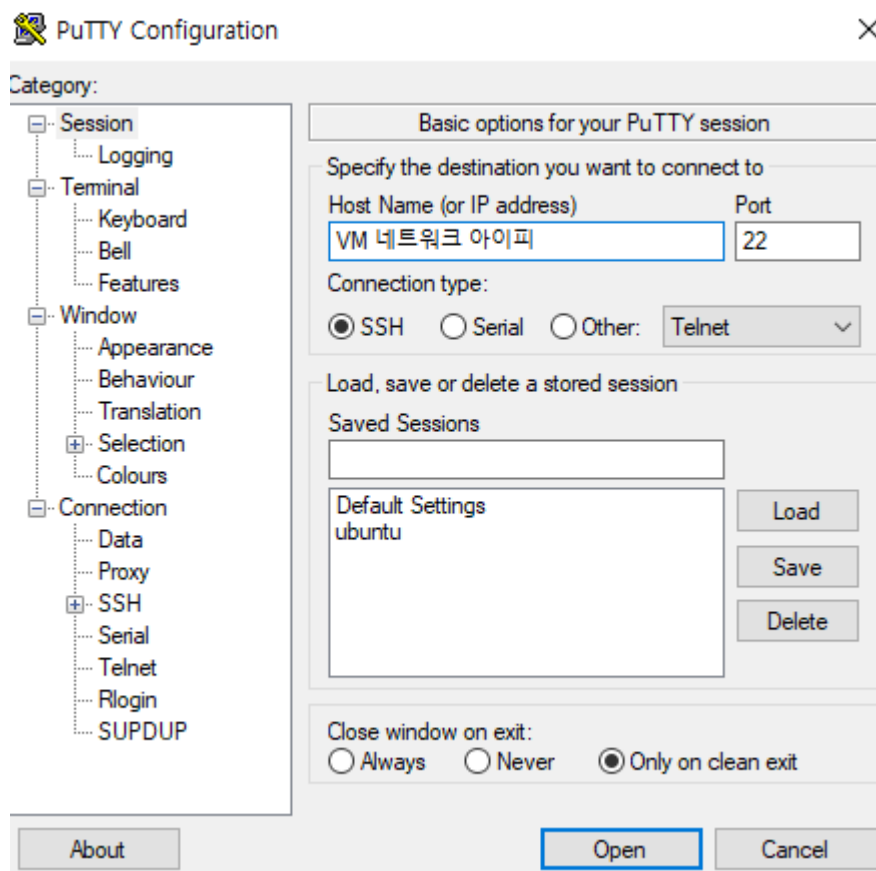 PuTTY Configuration
Category:
Session
Logging
Terminal
Keyboard
Bell
Features
Window
Appearance
Behaviour
Translation
Selection
Colours
Connection
Data
Proxy
SSH
Serial
Telnet
Rlogin
SUPDUP
Basic options for your PuTTY session
Specify the destination you want to connect to
Host Name (or IP address) Port
VM 네트워크 아이피 22
Connection type:
SSH Serial Other: Telnet
Load, save or delete a stored session
Saved Sessions
Default Settings
ubuntu
Load
Save
Delete
Close window on exit:
Always Never Only on clean exit
About Open Cancel